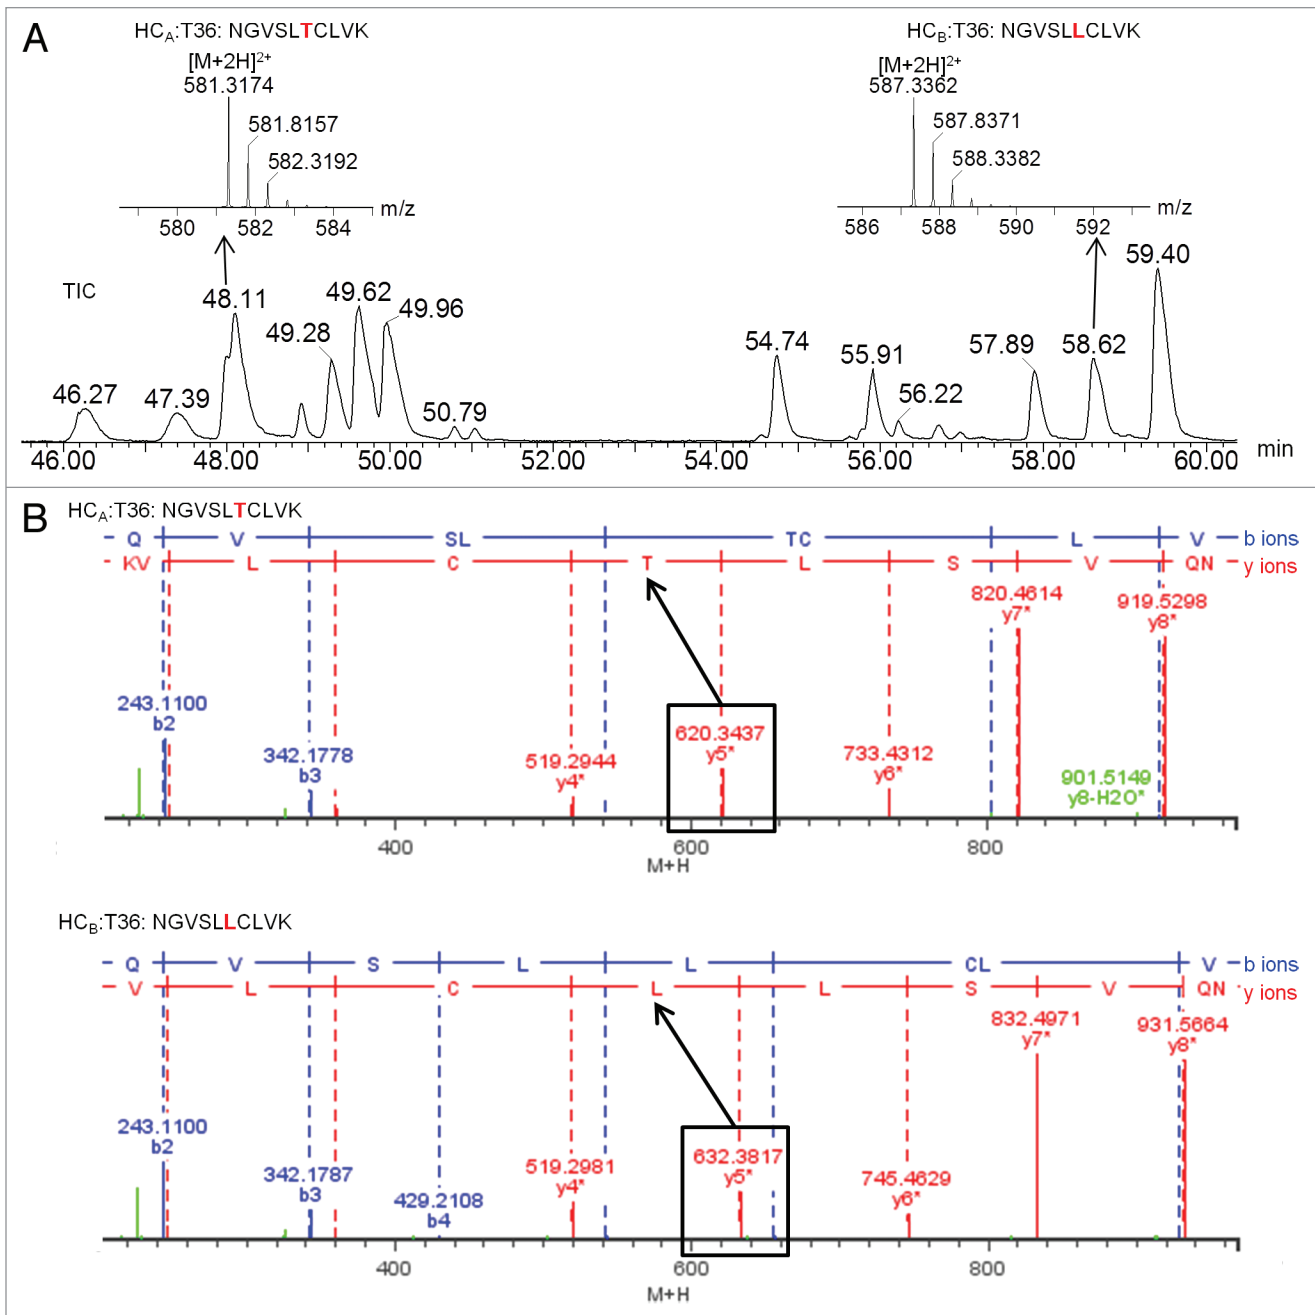 A
HCA:T36: NGVSLTCLVK
HCB:T36: NGVSLLCLVK
[M+2H]2+
581.3174
581.8157
582.3192
m/z
580 582 584
[M+2H]2+
587.3362
587.8371
588.3382
m/z
586 588 590 592
TIC
46.27
47.39
48.11
49.28
49.62
49.96
50.79
54.74
55.91
56.22
57.89
58.62
59.40
46.00 48.00 50.00 52.00 54.00 56.00 58.00 60.00 min
B
HCA:T36: NGVSLTCLVK
Q V SL TC L V b ions
KV L C T L S V QN y ions
243.1100
b2
342.1778
b3
519.2944
y4*
620.3437
y5*
733.4312
y6*
820.4614
y7*
901.5149
y8-H2O*
919.5298
y8*
400 600 800
M+H
HCB:T36: NGVSLLCLVK
Q V S L L CL V b ions
V L C L L S V QN y ions
243.1100
b2
342.1787
b3
429.2108
b4
519.2981
y4*
632.3817
y5*
745.4629
y6*
832.4971
y7*
931.5664
y8*
400 600 800
M+H